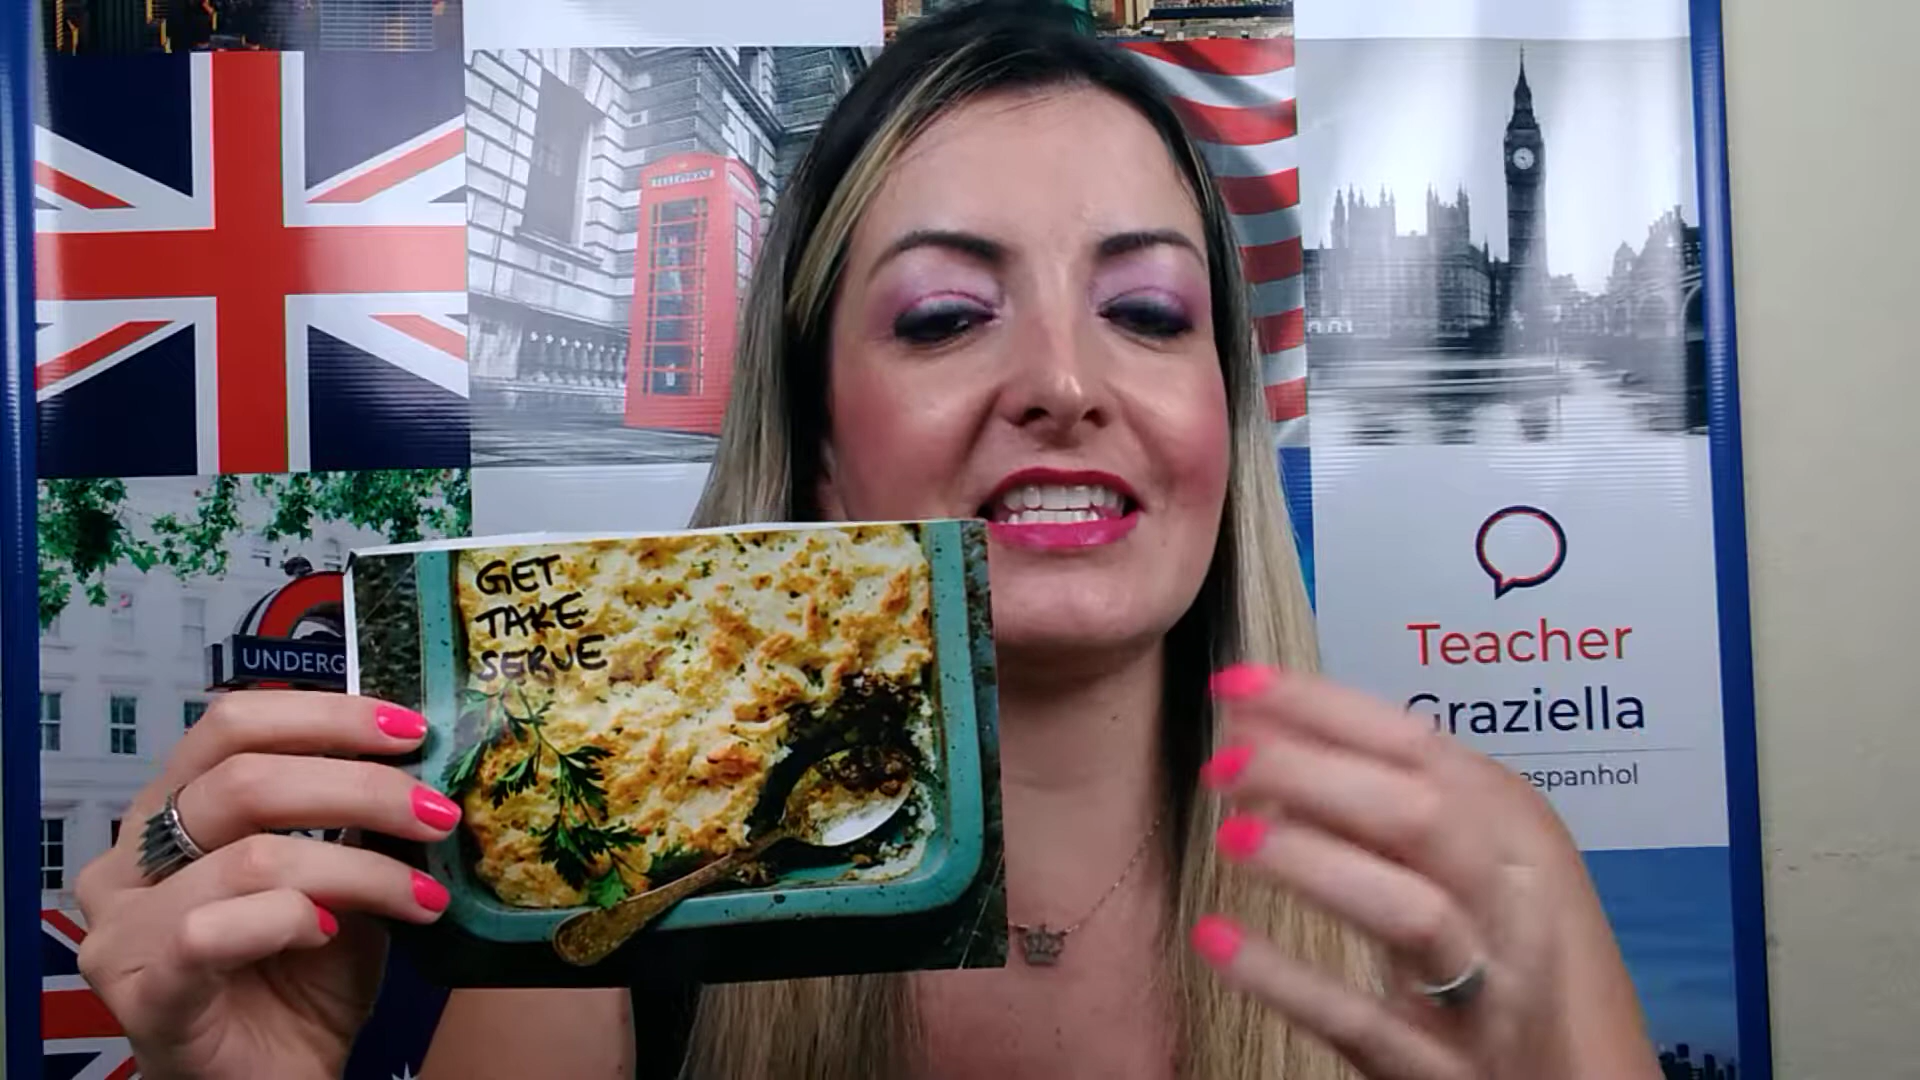 TELEPHONE
GET
TAKE
SERVE
UNDERG
Teacher
Graziella
espanhol